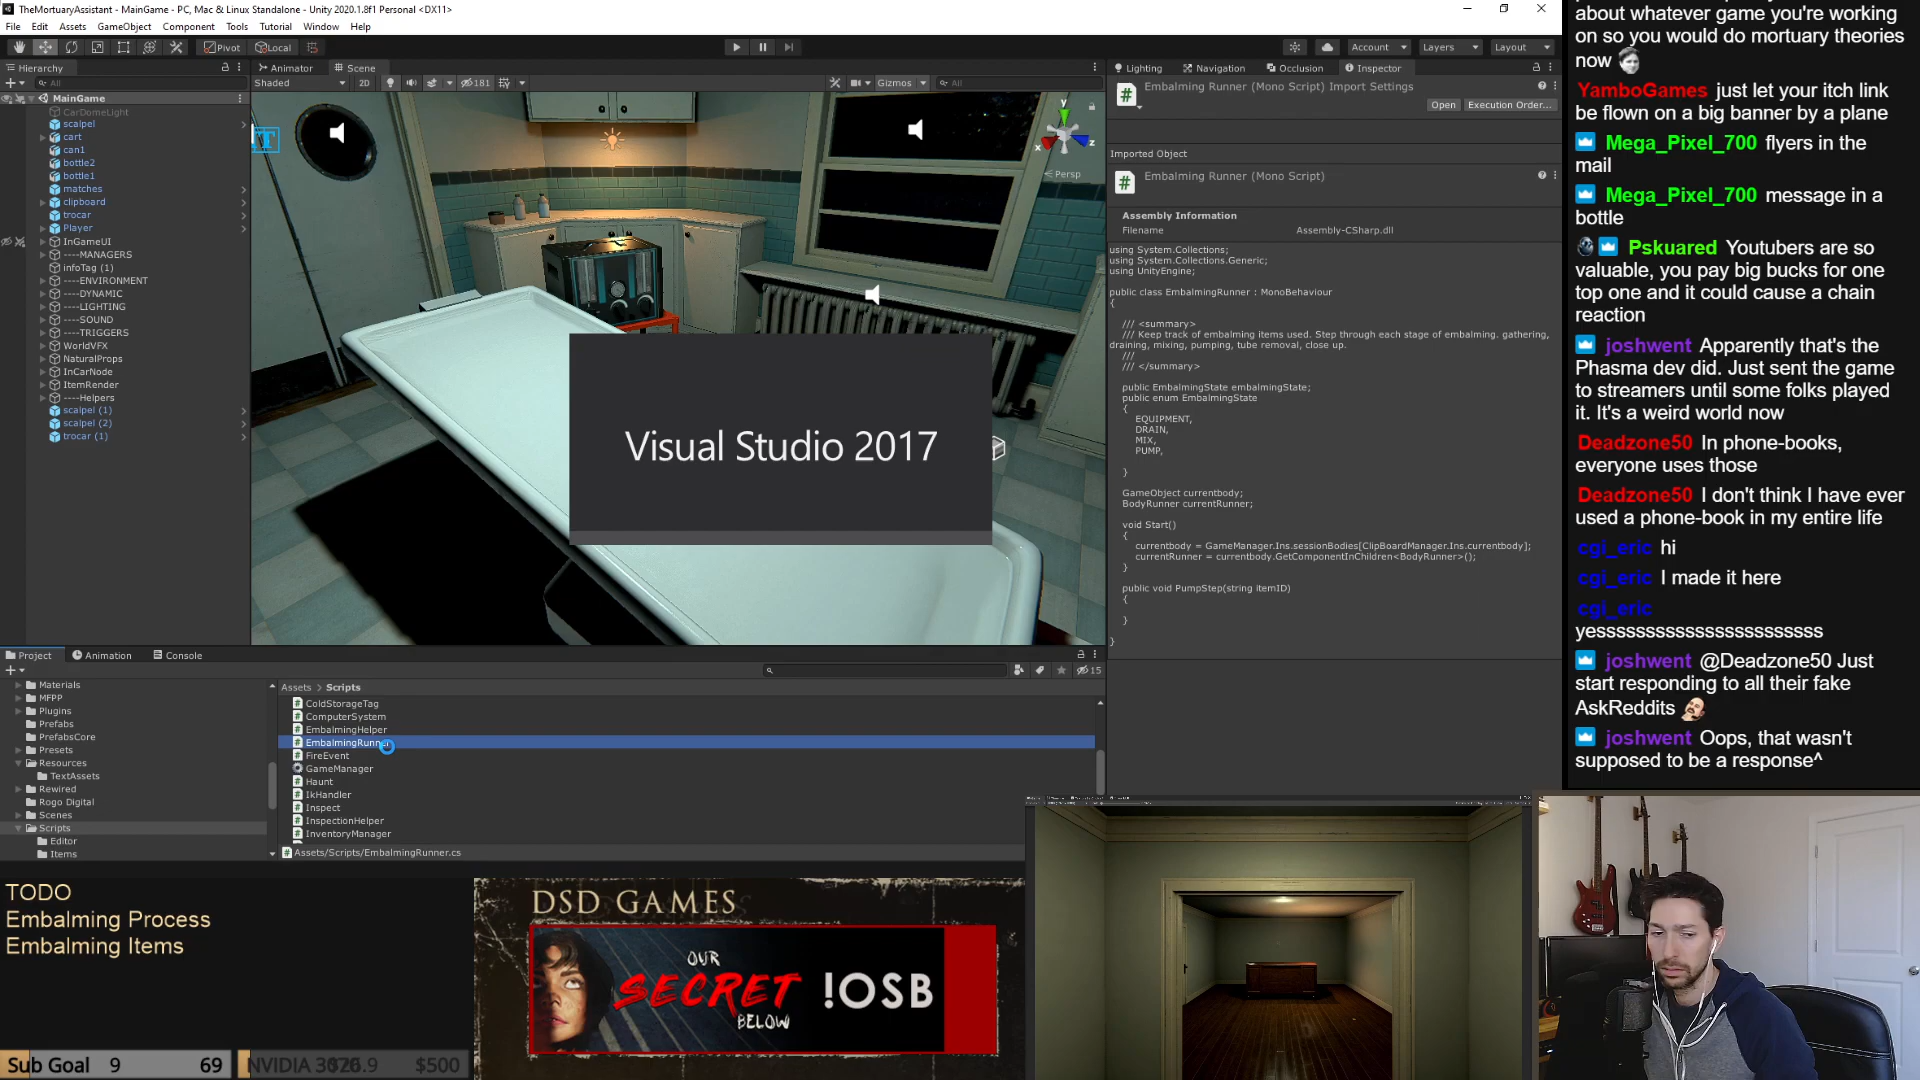 TheMortuaryAssistant - MainGame - PC, Mac & Linux Standalone - Unity 2020.1.8f1 Personal <DX11>
File Edit Assets GameObject Component Tools Tutorial Window Help
Pivot Local Account Layers Layout
Hierarchy
All
MainGame
CarDomeLight
scalpel
cart
can1
bottle2
bottle1
matches
clipboard
trocar
Player
InGameUI
----MANAGERS
infoTag (1)
----ENVIRONMENT
----DYNAMIC
----LIGHTING
----SOUND
----TRIGGERS
WorldVFX
NaturalProps
InCarNode
ItemRender
----Helpers
scalpel (1)
scalpel (2)
trocar (1)
Animator Scene
Shaded 2D 181 Gizmos All
y
x
z
Persp
Visual Studio 2017
Lighting Navigation Occlusion Inspector
Embalming Runner (Mono Script) Import Settings
Open Execution Order...
Imported Object
Embalming Runner (Mono Script)
Assembly Information
Filename Assembly-CSharp.dll
using System.Collections;
using System.Collections.Generic;
using UnityEngine;
public class EmbalmingRunner : MonoBehaviour
{
/// <summary>
/// Keep track of embalming items used. Step through each stage of embalming. gathering,
draining, mixing, pumping, tube removal, close up.
///
/// </summary>
public EmbalmingState embalmingState;
public enum EmbalmingState
{
EQUIPMENT,
DRAIN,
MIX,
PUMP,
}
GameObject currentbody;
BodyRunner currentRunner;
void Start()
{
currentbody = GameManager.Ins.sessionBodies[ClipBoardManager.Ins.currentbody];
currentRunner = currentbody.GetComponentInChildren<BodyRunner>();
}
public void PumpStep(string itemID)
{
}
}
Project Animation Console
15
Materials
MFPP
Plugins
Prefabs
PrefabsCore
Presets
Resources
TextAssets
Rewired
Rogo Digital
Scenes
Scripts
Editor
Items
Assets > Scripts
ColdStorageTag
ComputerSystem
EmbalmingHelper
EmbalmingRunner
FireEvent
GameManager
Haunt
IkHandler
Inspect
InspectionHelper
InventoryManager
Assets/Scripts/EmbalmingRunner.cs
about whatever game you're working
on so you would do mortuary theories
now
YamboGames just let your itch link
be flown on a big banner by a plane
Mega_Pixel_700 flyers in the
mail
Mega_Pixel_700 message in a
bottle
Pskuared Youtubers are so
valuable, you pay big bucks for one
top one and it could cause a chain
reaction
joshwent Apparently that's the
Phasma dev did. Just sent the game
to streamers until some folks played
it. It's a weird world now
Deadzone50 In phone-books,
everyone uses those
Deadzone50 I don't think I have ever
used a phone-book in my entire life
cgi_eric hi
cgi_eric I made it here
cgi_eric
yesssssssssssssssssssssss
joshwent @Deadzone50 Just
start responding to all their fake
AskReddits
joshwent Oops, that wasn't
supposed to be a response^
TODO
Embalming Process
Embalming Items
Sub Goal 9 69
NVIDIA $500
DSD GAMES
OUR
SECRET
BELOW
!OSB